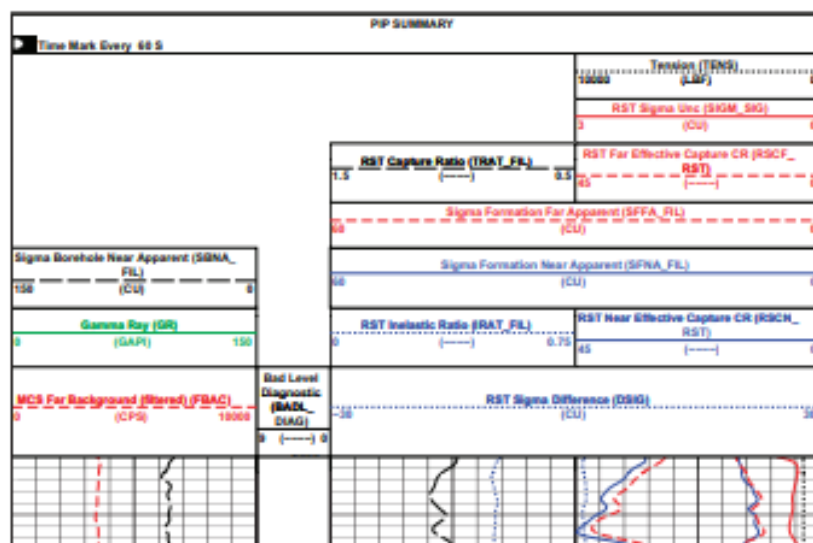 PIP SUMMARY
Time Mark Every 60 S
Tension (TENS)
10000 (LBF)
RST Sigma Unc (SIGM_SIG)
3 (CU)
RST Capture Ratio (TRAT_FIL)
1.5 (-----) 0.5
RST Far Effective Capture CR (RSCF_
RST)
45 (-----)
Sigma Formation Far Apparent (SFFA_FIL)
60 (CU)
Sigma Borehole Near Apparent (SBNA_
FIL)
150 (CU) 0
Sigma Formation Near Apparent (SFNA_FIL)
60 (CU)
Gamma Ray (GR)
0 (GAPI) 150
RST Inelastic Ratio (IRAT_FIL)
0 (-----) 0.75
RST Near Effective Capture CR (RSCN_
RST)
45 (-----)
MCS Far Background (filtered) (FBAC)
0 (CPS) 10000
Bad Level
Diagnostic
(BADL_
DIAG)
(-----) 0
RST Sigma Difference (DSIG)
-30 (CU)